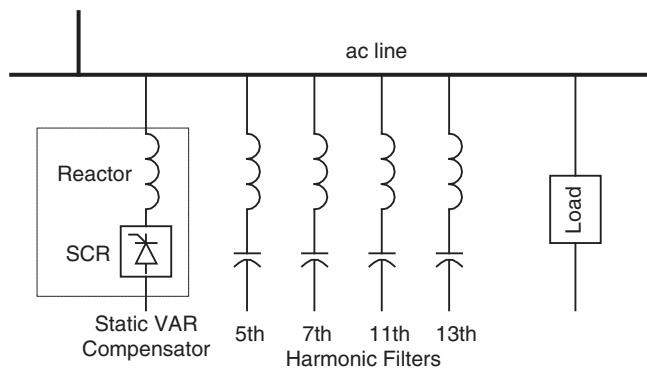 ac line
Reactor
SCR
Load
Static VAR
Compensator
5th
7th
11th
13th
Harmonic Filters